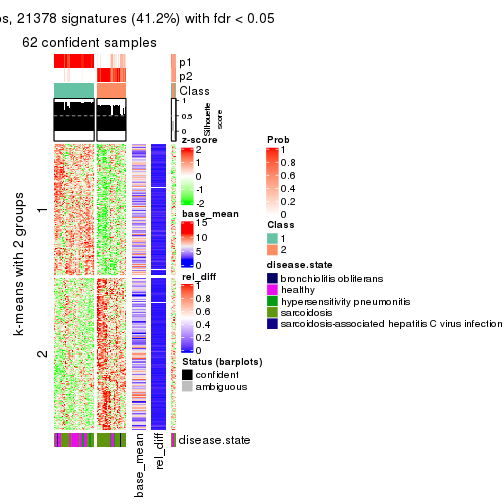 os, 21378 signatures (41.2%) with fdr < 0.05
62 confident samples
p1
p2
Class
1
0.5
0
Silhouette
score
k-means with 2 groups
1
2
z-score
2
1
0
-1
-2
base_mean
15
10
5
0
rel_diff
1
0.8
0.6
0.4
0.2
0
Status (barplots)
confident
ambiguous
Prob
1
0.8
0.6
0.4
0.2
0
Class
1
2
disease.state
bronchiolitis obliterans
healthy
hypersensitivity pneumonitis
sarcoidosis
sarcoidosis-associated hepatitis C virus infection
disease.state
base_mean
rel_diff